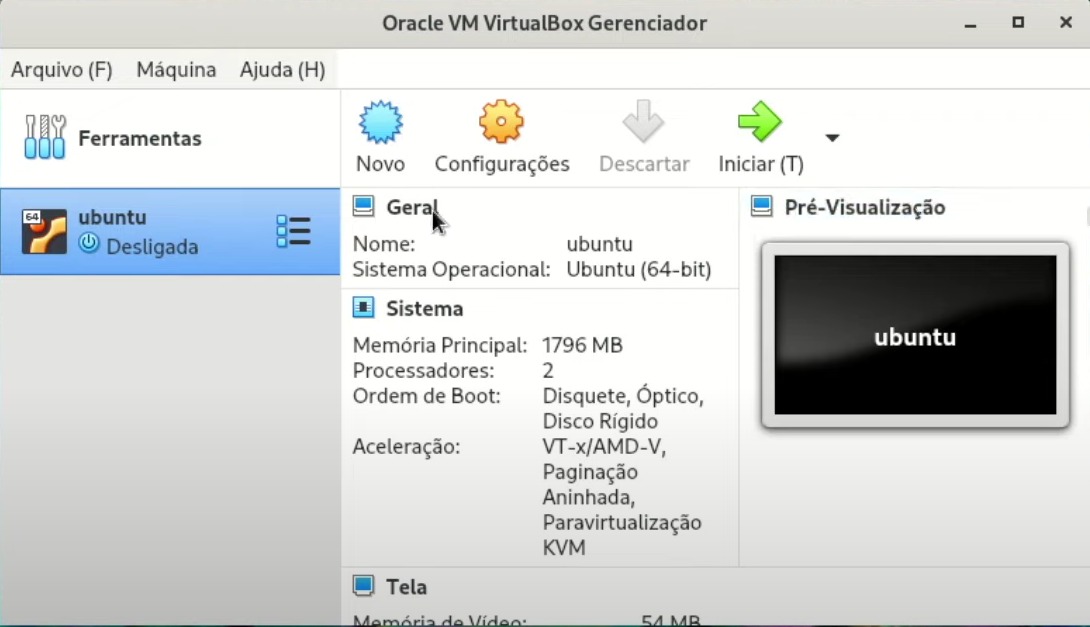 Oracle VM VirtualBox Gerenciador
Arquivo (F) Máquina Ajuda (H)
Ferramentas
Novo Configurações Descartar Iniciar (T)
64
ubuntu
Desligada
Geral
Nome: ubuntu
Sistema Operacional: Ubuntu (64-bit)
Sistema
Memória Principal: 1796 MB
Processadores: 2
Ordem de Boot: Disquete, Óptico,
Disco Rígido
Aceleração: VT-x/AMD-V,
Paginação
Aninhada,
Paravirtualização
KVM
Tela
Memória de Vídeo: 54 MB
Pré-Visualização
ubuntu